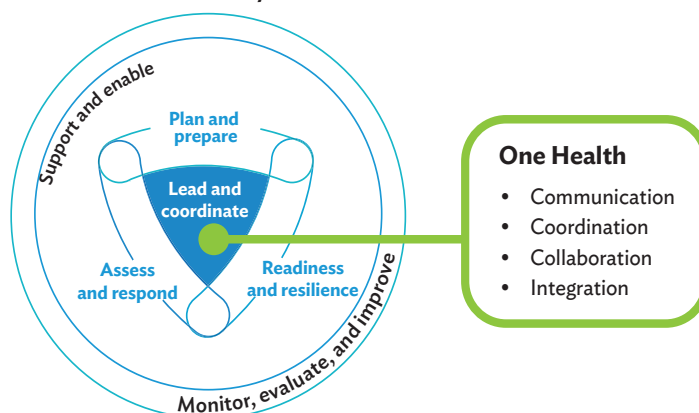 Support and enable
Plan and
prepare
Lead and
coordinate
Assess
and respond
Readiness
and resilience
Monitor, evaluate, and improve
One Health
• Communication
• Coordination
• Collaboration
• Integration